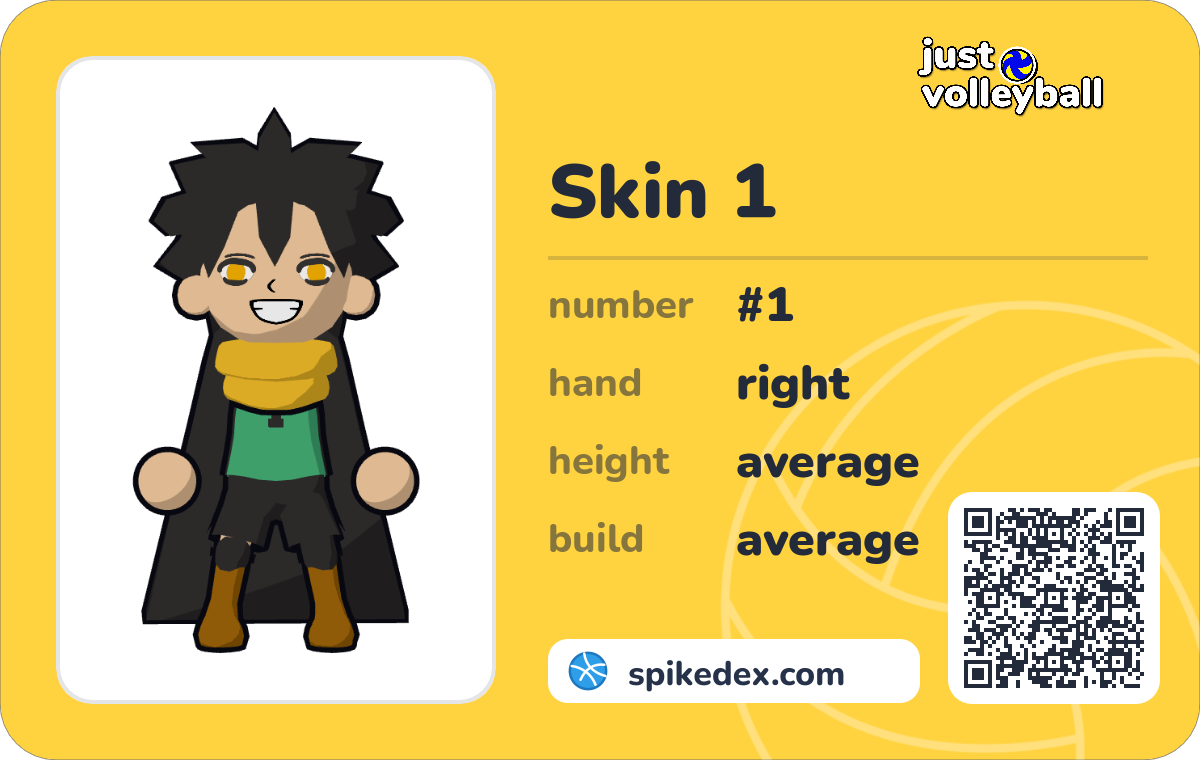 just
volleyball
Skin 1
number #1
hand right
height average
build average
spikedex.com